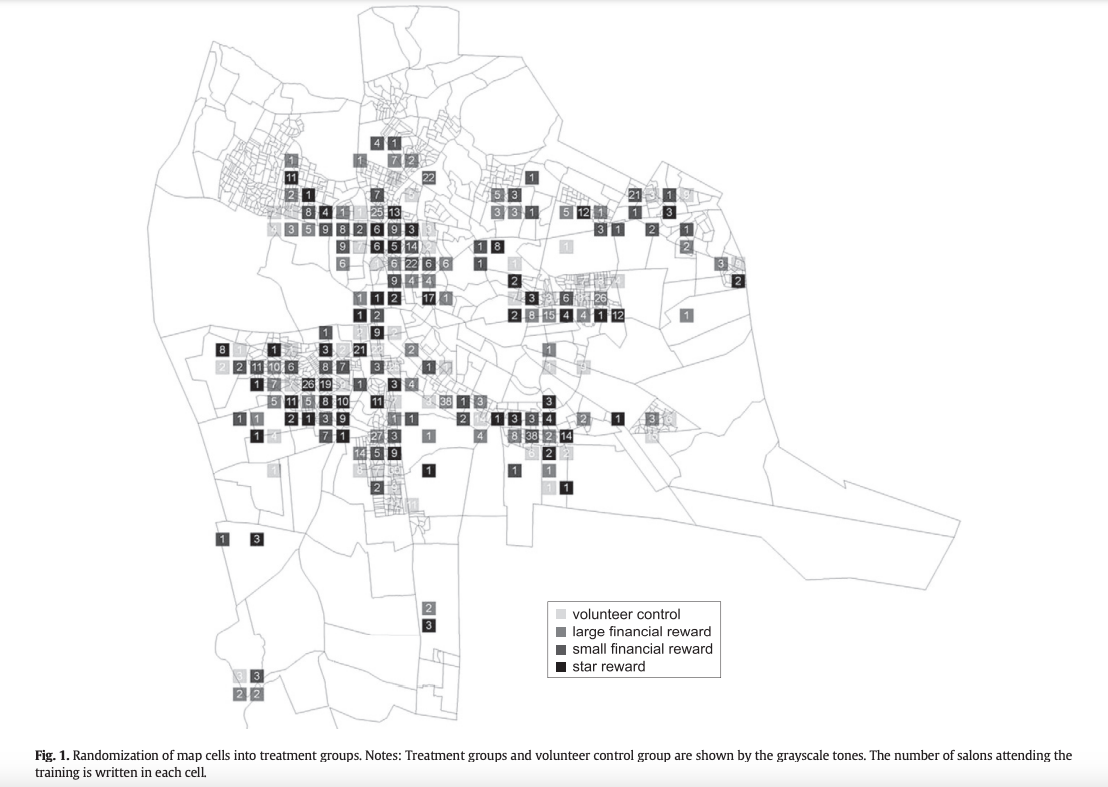 4 1
1 1 7 2
11 22 1
2 1 7 5 3 21 3 1
8 4 1 25 13 3 3 1 5 12 1 1 3
4 3 5 9 8 2 6 9 3 3 1 2 1
9 7 6 5 14 1 8 1 2
6 6 22 6 6 1 1 3
9 4 4 2 2
1 1 2 17 1 3 6 26
1 2 2 8 15 4 4 1 12 1
1 9
8 1 3 21 2 1
2 2 11 10 6 8 7 3 1
1 7 26 19 1 3 4
5 11 5 8 10 11 38 1 3 3
1 1 2 1 3 9 1 1 2 1 3 3 4 2 1 3
1 4 7 1 27 3 1 4 8 38 2 14
14 5 9 2
1 1 1 1
2 1 1
1 3
2
3
3
2 2
volunteer control
large financial reward
small financial reward
star reward
Fig. 1. Randomization of map cells into treatment groups. Notes: Treatment groups and volunteer control group are shown by the grayscale tones. The number of salons attending the
training is written in each cell.